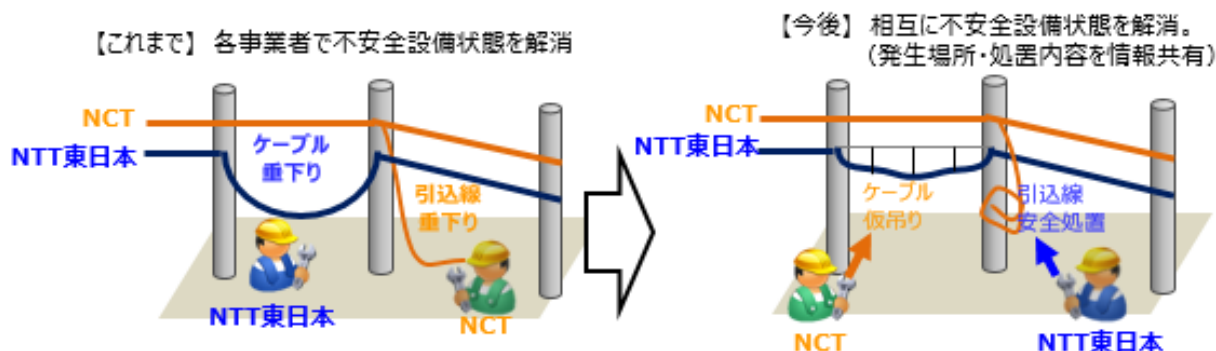 【これまで】 各事業者で不安全設備状態を解消
NCT
NTT東日本
ケーブル
垂下り
引込線
垂下り
NTT東日本
NCT
【今後】 相互に不安全設備状態を解消。
（発生場所・処置内容を情報共有）
NCT
NTT東日本
ケーブル
仮吊り
引込線
安全処置
NCT
NTT東日本